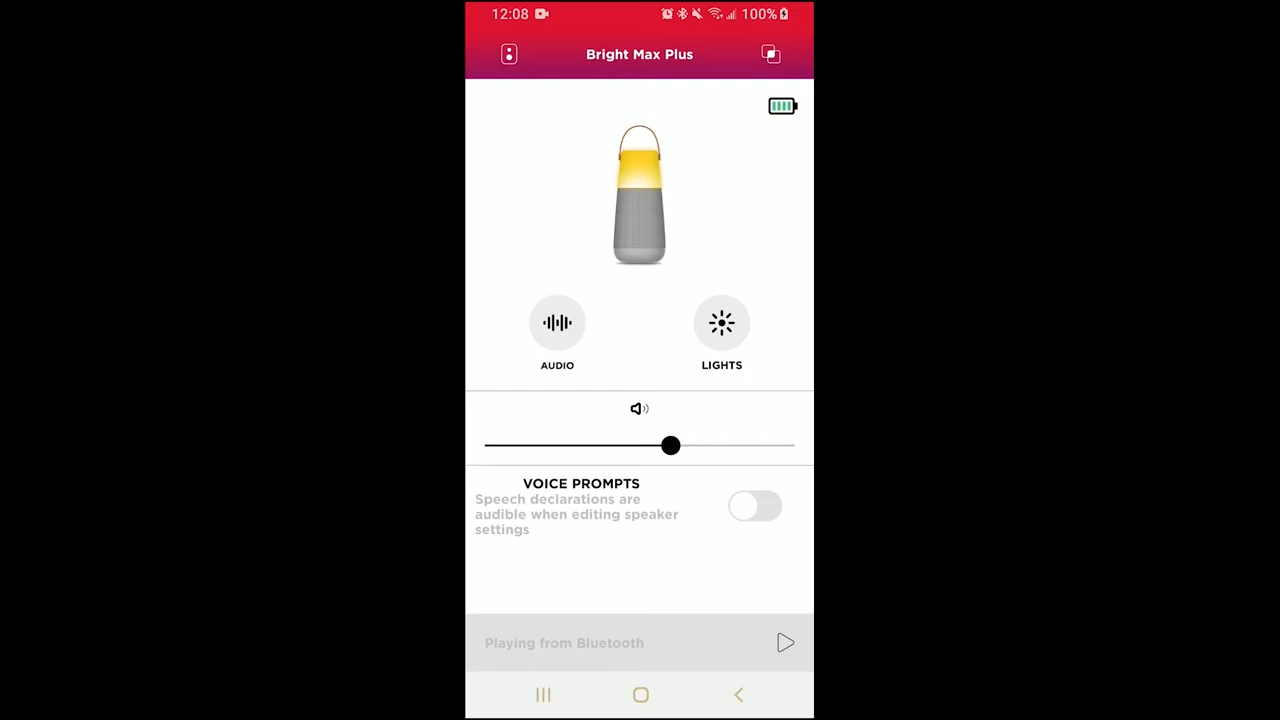 12:08
100%
Bright Max Plus
AUDIO
LIGHTS
VOICE PROMPTS
Speech declarations are
audible when editing speaker
settings
Playing from Bluetooth